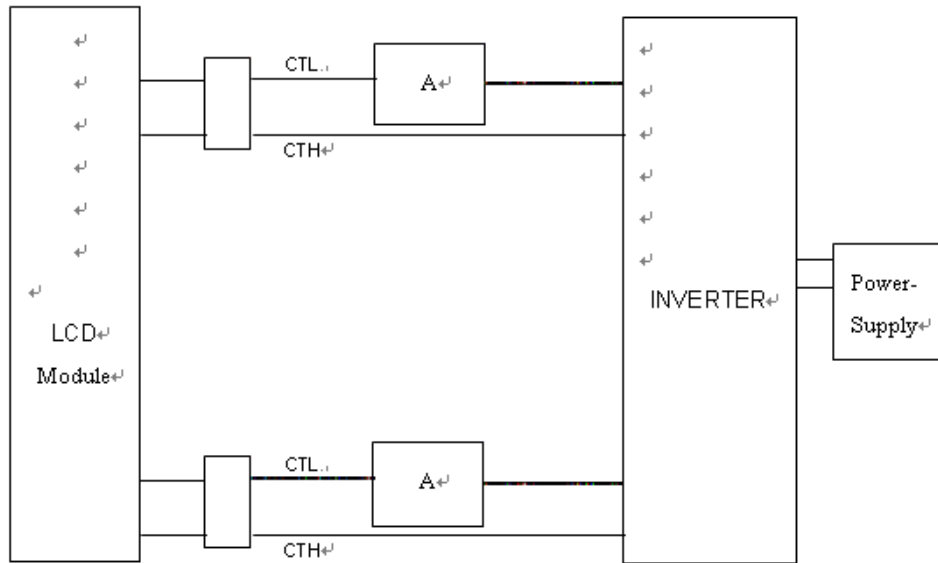 CTL
A
CTH
LCD
Module
INVERTER
Power-
Supply
CTL
A
CTH